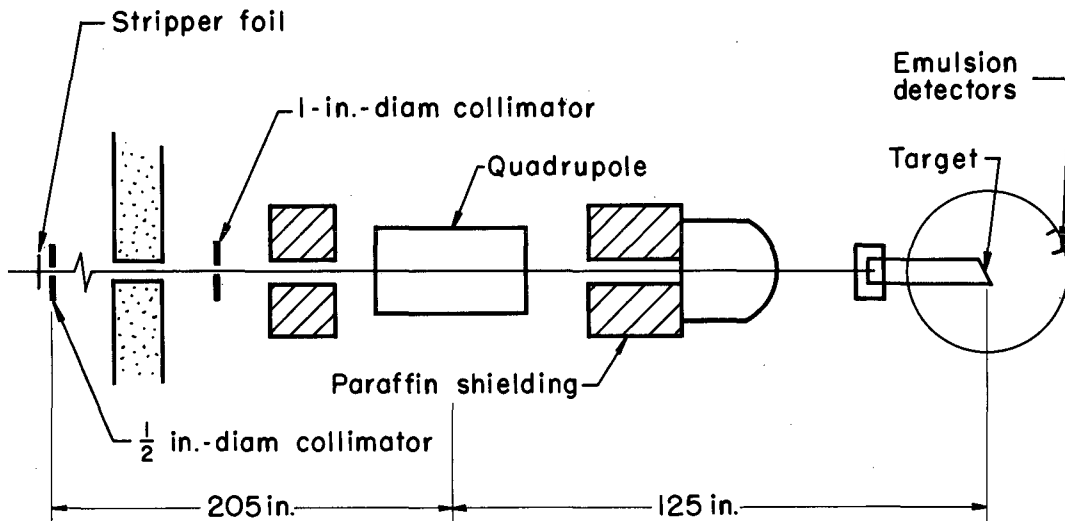 Stripper foil
Emulsion
detectors
1-in.-diam collimator
Target
Quadrupole
Paraffin shielding
1/2 in.-diam collimator
205 in.
125 in.